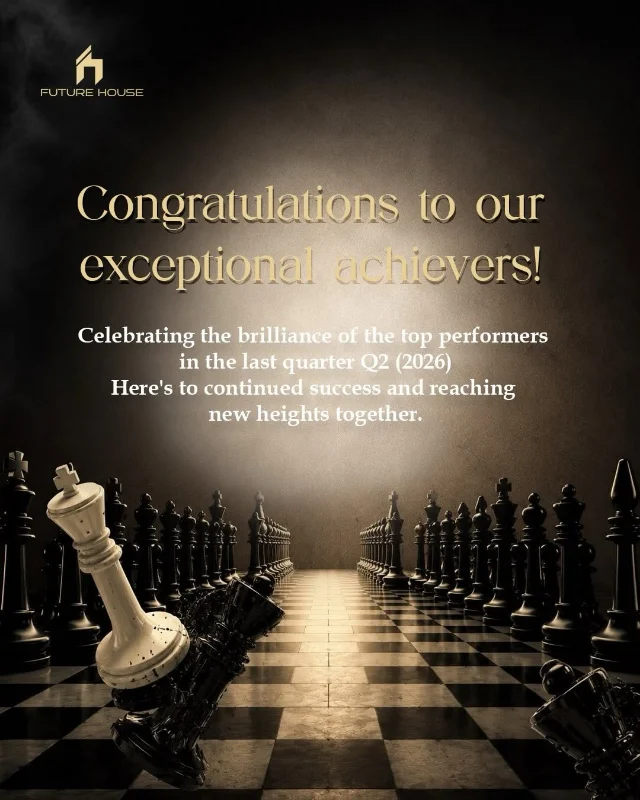 FUTURE HOUSE
Congratulations to our
exceptional achievers!
Celebrating the brilliance of the top performers
in the last quarter Q2 (2026)
Here's to continued success and reaching
new heights together.